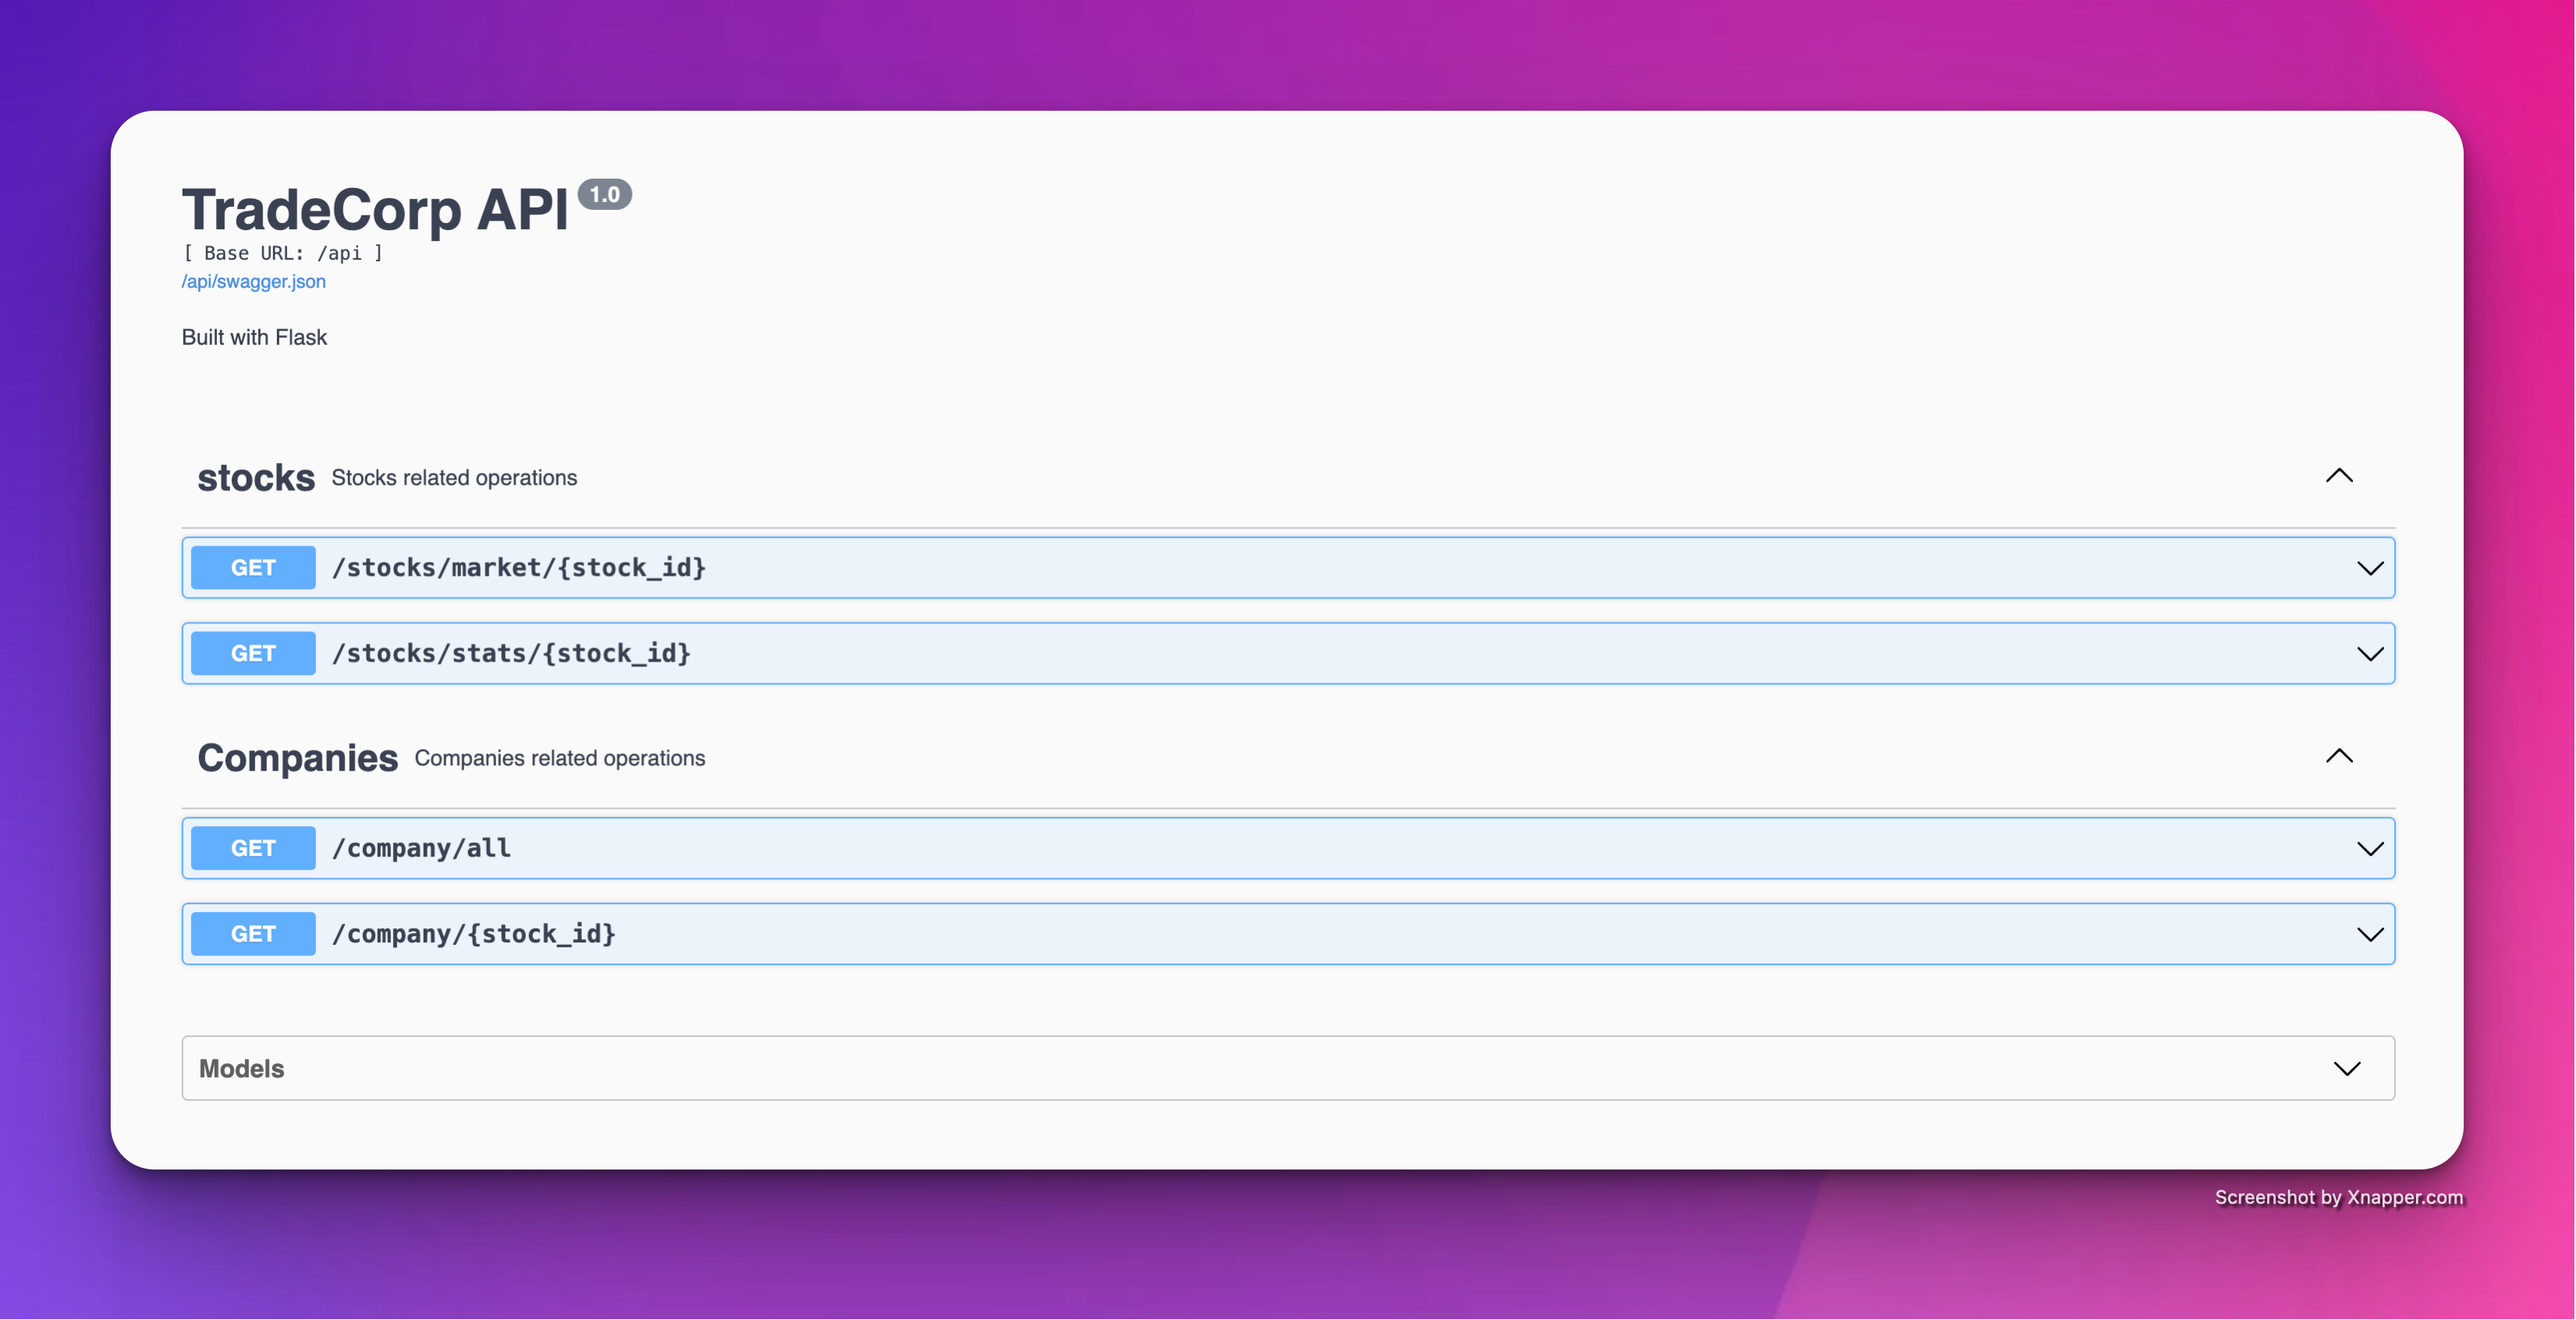 TradeCorp API 1.0
[ Base URL: /api ]
/api/swagger.json
Built with Flask
stocks Stocks related operations
GET /stocks/market/{stock_id}
GET /stocks/stats/{stock_id}
Companies Companies related operations
GET /company/all
GET /company/{stock_id}
Models
Screenshot by Xnapper.com